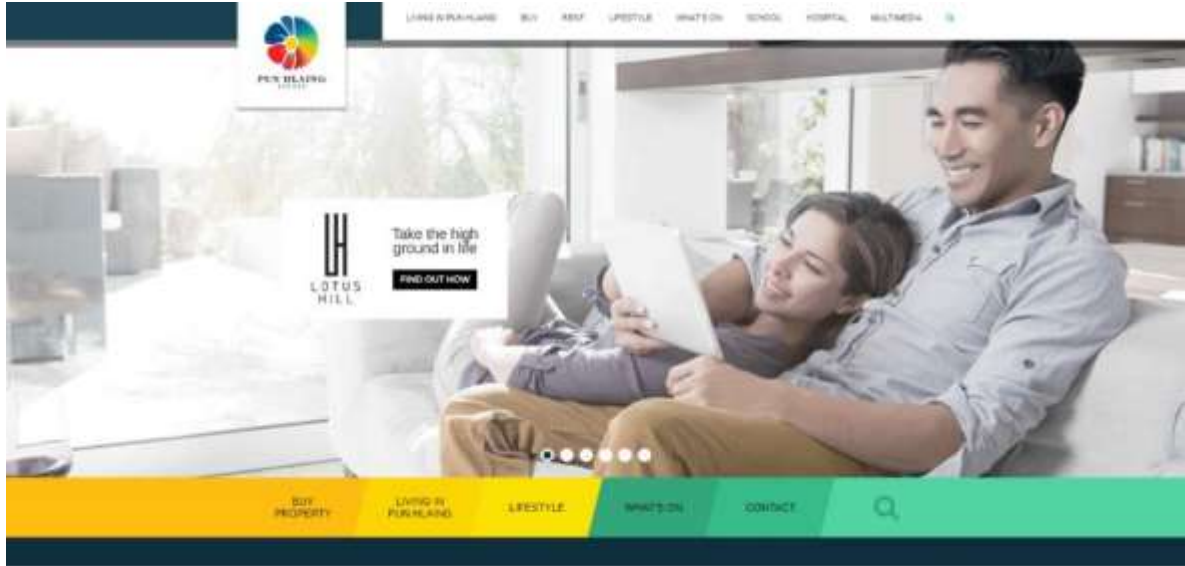 LIVING IN PUN HLAING BUY RENT LIFESTYLE WHAT'S ON SCHOOL HOSPITAL MULTIMEDIA
PUN HLAING
ESTATE
Take the high
ground in life
FIND OUT HOW
LOTUS
HILL
BUY
PROPERTY
LIVING IN
PUN HLAING
LIFESTYLE
WHAT'S ON
CONTACT